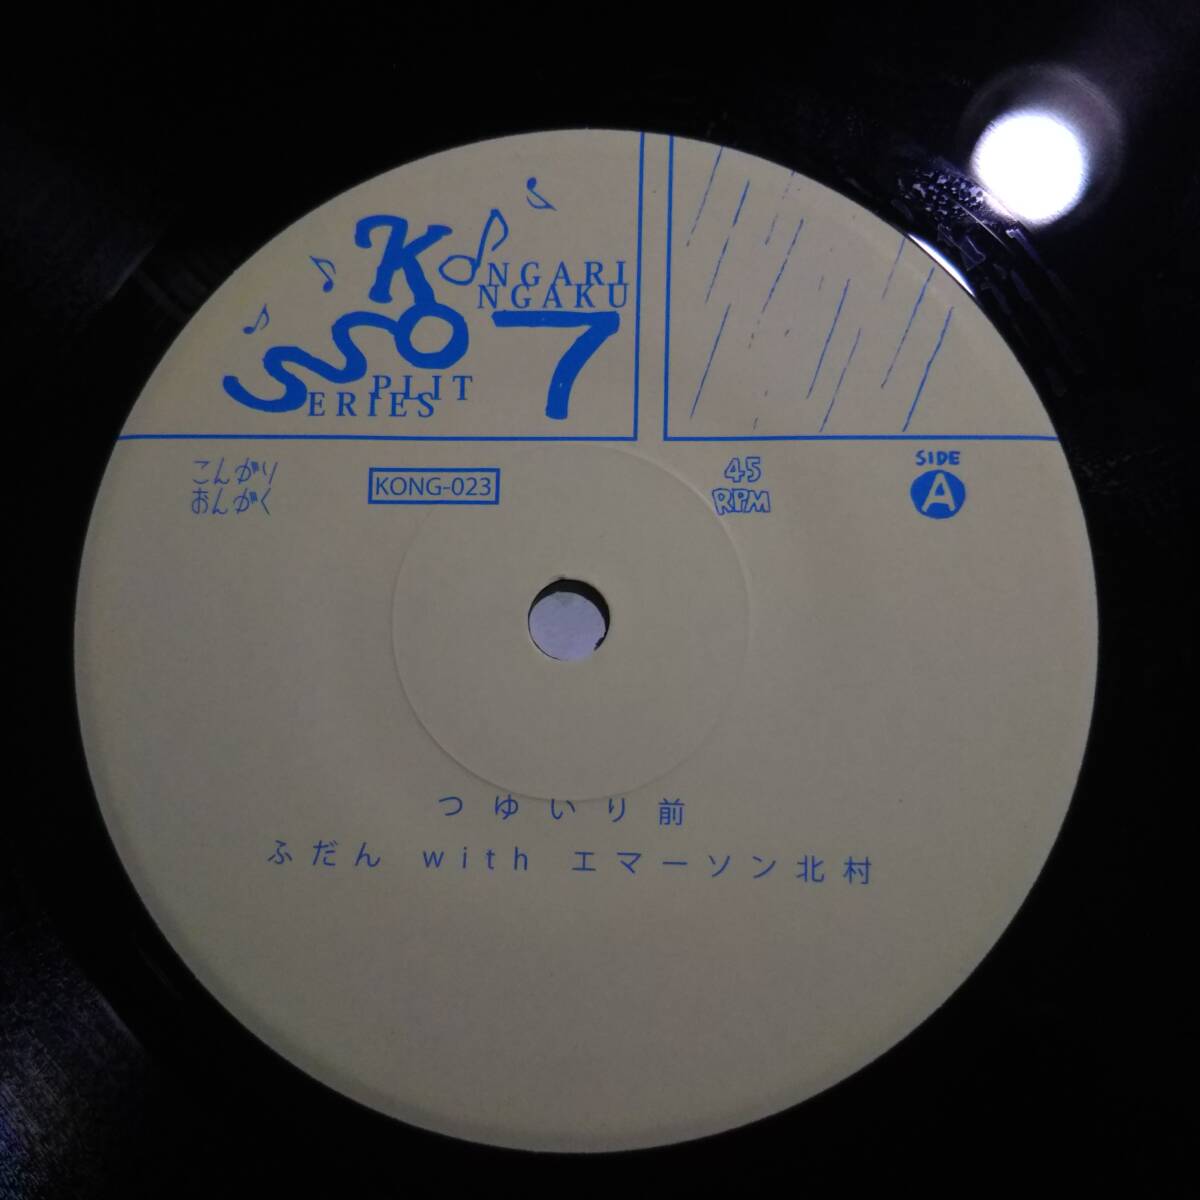 KONGARI
ONGAKU
SPLIT
SERIES
7
こんがり
おんがく
KONG-023
45
RPM
SIDE
A
つゆいり前
ふだん with エマーソン北村